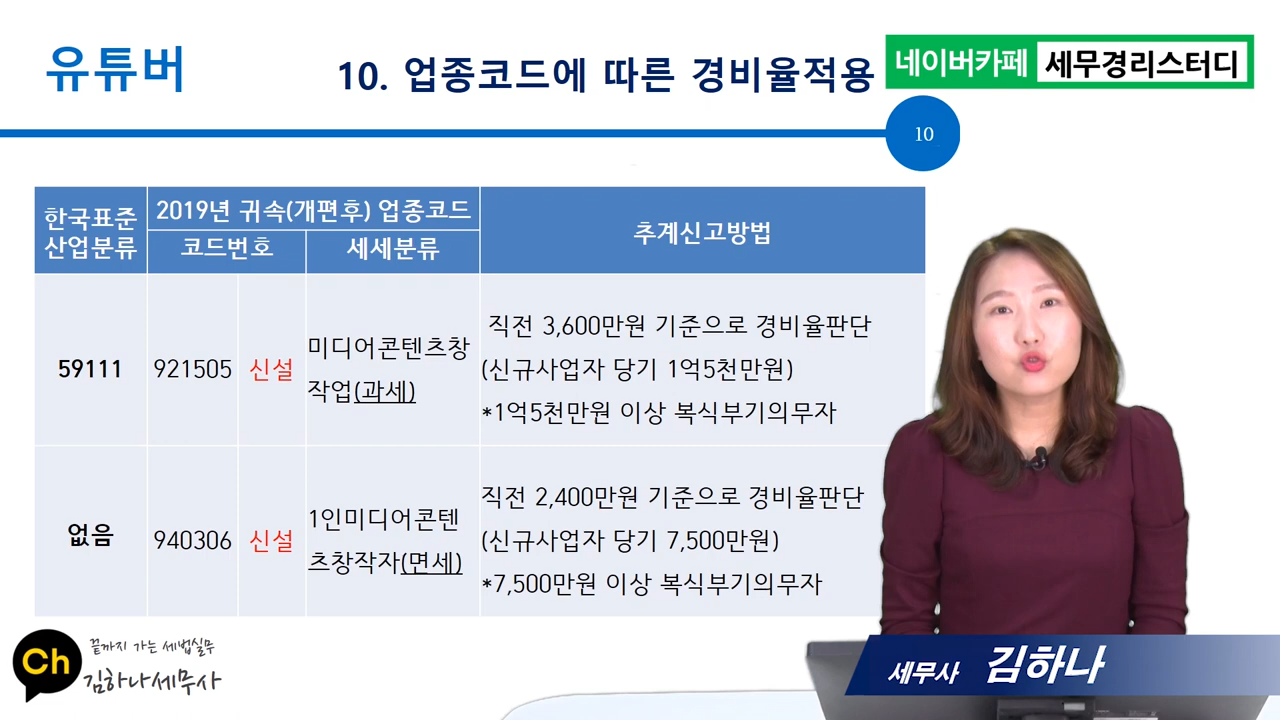 유튜버
10. 업종코드에 따른 경비율적용
네이버카페 세무경리스터디
10
한국표준
산업분류
2019년 귀속(개편후) 업종코드
코드번호
세세분류
추계신고방법
59111
921505
신설
미디어콘텐츠창
작업(과세)
직전 3,600만원 기준으로 경비율판단
(신규사업자 당기 1억5천만원)
*1억5천만원 이상 복식부기의무자
없음
940306
신설
1인미디어콘텐
츠창작자(면세)
직전 2,400만원 기준으로 경비율판단
(신규사업자 당기 7,500만원)
*7,500만원 이상 복식부기의무자
Ch
끝까지 가는 세법실무
김하나세무사
세무사 김하나